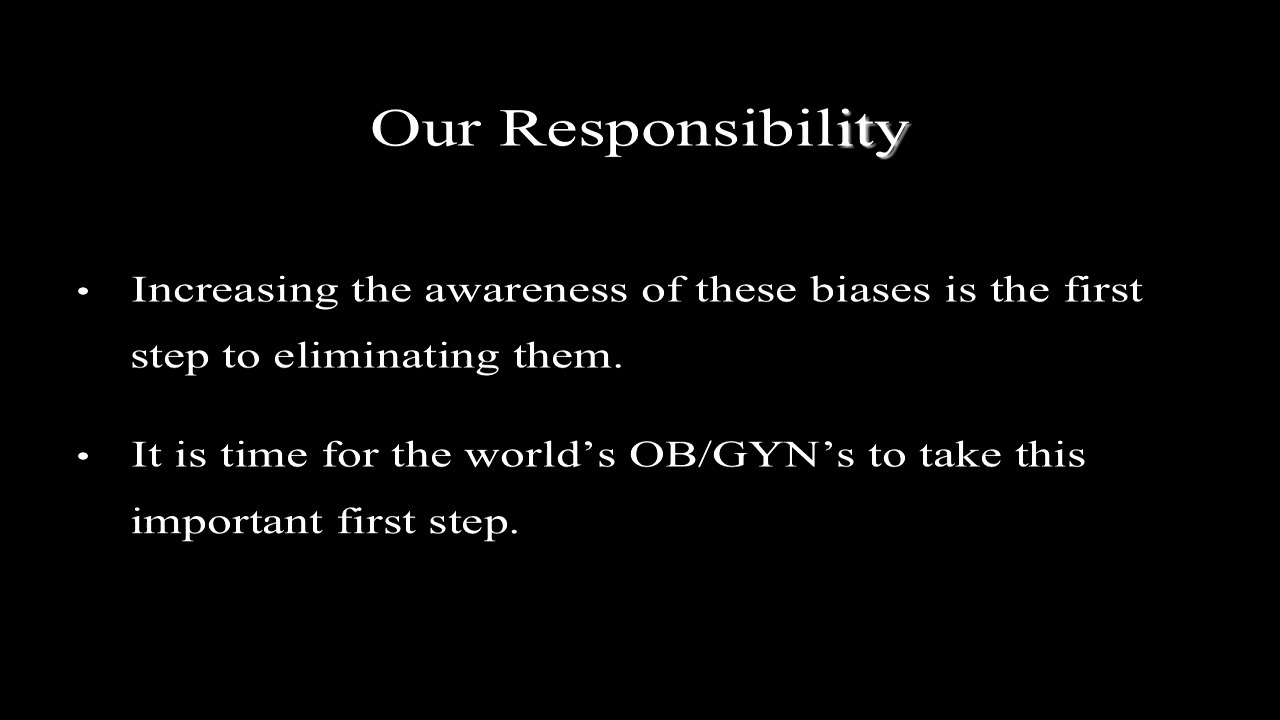 Our Responsibility
• Increasing the awareness of these biases is the first
step to eliminating them.
• It is time for the world’s OB/GYN’s to take this
important first step.